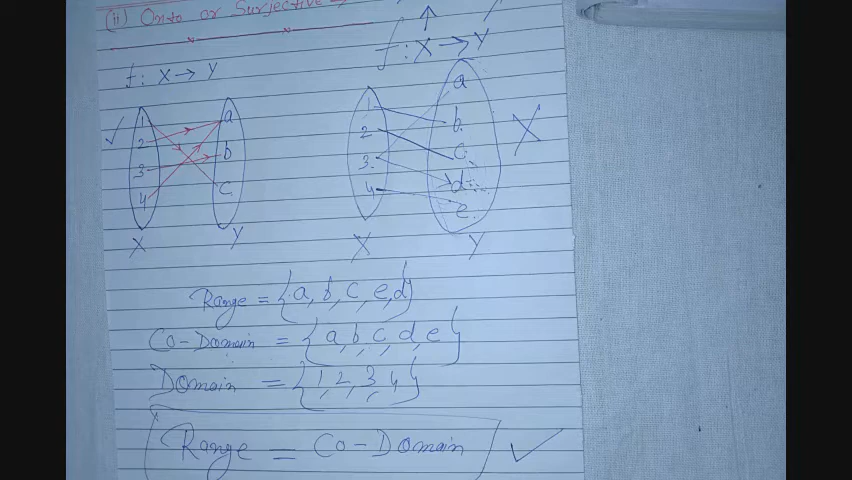 (ii) Onto or Surjective →
f : X → Y
f : X → Y
1
2
3
4
a
b
c
X
Y
1
2
3
4
a
b
c
d
e
X
Y
Range = {a, b, c, e, d}
Co-Domain = {a, b, c, d, e}
Domain = {1, 2, 3, 4}
Range = Co-Domain